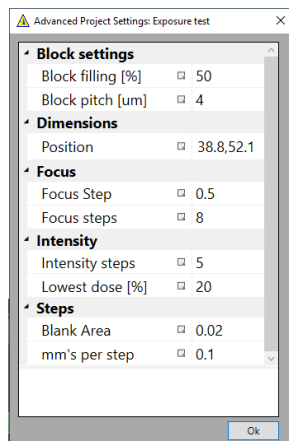 Advanced Project Settings: Exposure test
Block settings
Block filling [%] 50
Block pitch [um] 4
Dimensions
Position 38.8,52.1
Focus
Focus Step 0.5
Focus steps 8
Intensity
Intensity steps 5
Lowest dose [%] 20
Steps
Blank Area 0.02
mm's per step 0.1
Ok